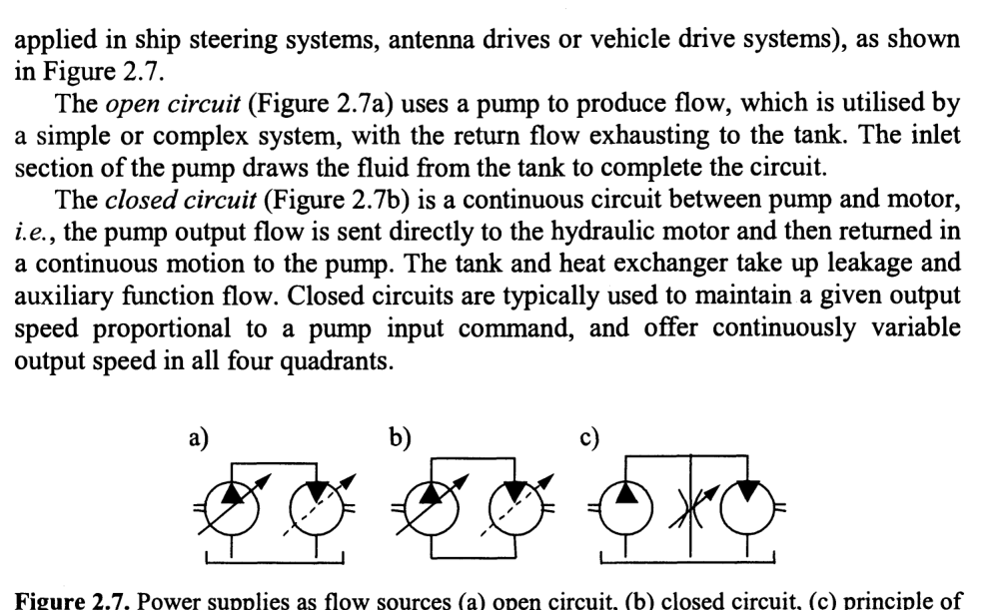 applied in ship steering systems, antenna drives or vehicle drive systems), as shown
in Figure 2.7.
The open circuit (Figure 2.7a) uses a pump to produce flow, which is utilised by
a simple or complex system, with the return flow exhausting to the tank. The inlet
section of the pump draws the fluid from the tank to complete the circuit.
The closed circuit (Figure 2.7b) is a continuous circuit between pump and motor,
i.e., the pump output flow is sent directly to the hydraulic motor and then returned in
a continuous motion to the pump. The tank and heat exchanger take up leakage and
auxiliary function flow. Closed circuits are typically used to maintain a given output
speed proportional to a pump input command, and offer continuously variable
output speed in all four quadrants.
a) b) c)
Figure 2.7. Power supplies as flow sources (a) open circuit, (b) closed circuit, (c) principle of